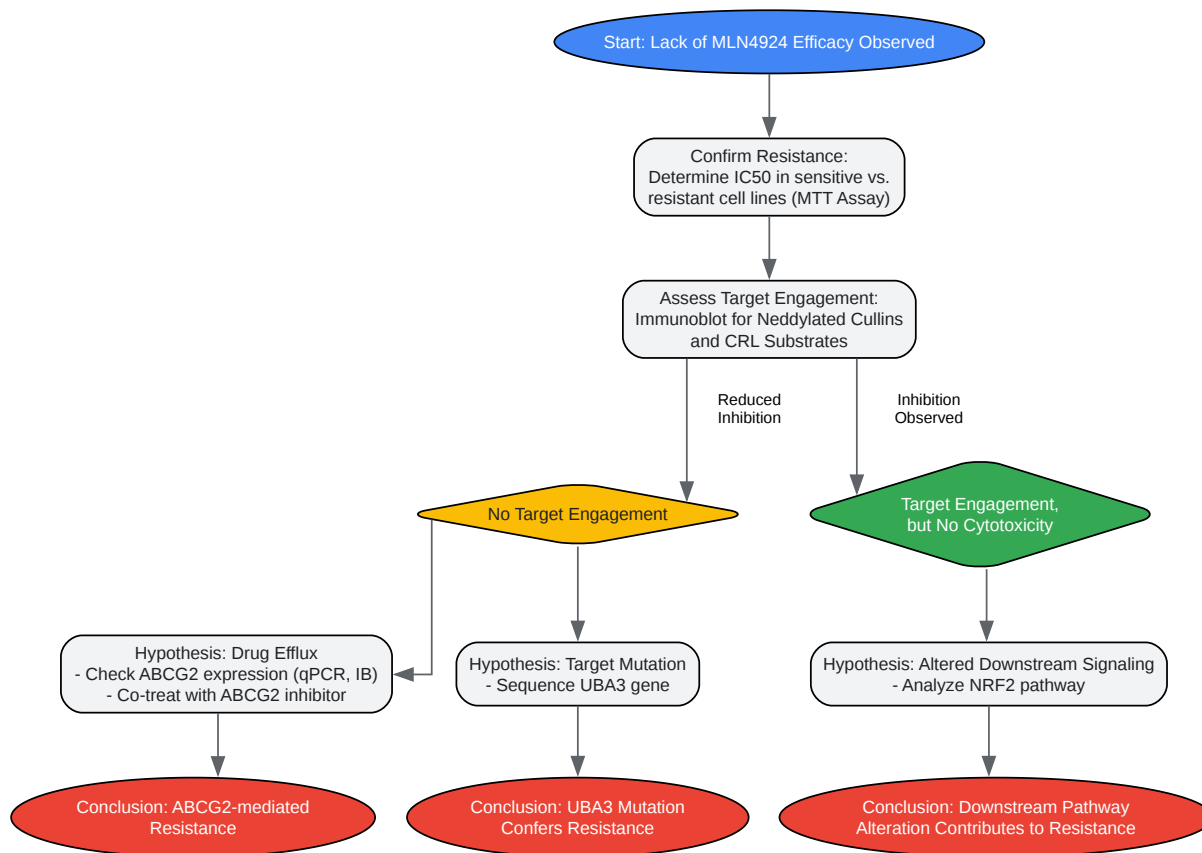 Start: Lack of MLN4924 Efficacy Observed
Confirm Resistance:
Determine IC50 in sensitive vs.
resistant cell lines (MTT Assay)
Assess Target Engagement:
Immunoblot for Neddylated Cullins
and CRL Substrates
Reduced
Inhibition
Inhibition
Observed
No Target Engagement
Target Engagement,
but No Cytotoxicity
Hypothesis: Drug Efflux
- Check ABCG2 expression (qPCR, IB)
- Co-treat with ABCG2 inhibitor
Hypothesis: Target Mutation
- Sequence UBA3 gene
Hypothesis: Altered Downstream Signaling
- Analyze NRF2 pathway
Conclusion: ABCG2-mediated
Resistance
Conclusion: UBA3 Mutation
Confers Resistance
Conclusion: Downstream Pathway
Alteration Contributes to Resistance